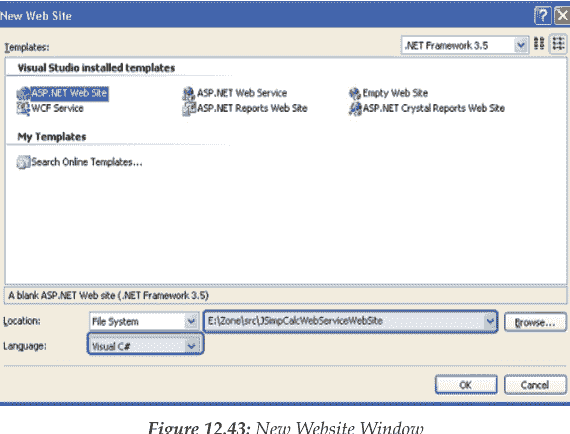 New Web Site
Templates:
.NET Framework 3.5
Visual Studio installed templates
ASP.NET Web Site ASP.NET Web Service Empty Web Site
WCF Service ASP.NET Reports Web Site ASP.NET Crystal Reports Web Site
My Templates
Search Online Templates...
A blank ASP.NET Web site (.NET Framework 3.5)
Location: File System E:\Zone\src\JSimpCalcWebServiceWebSite Browse...
Language: Visual C#
OK Cancel
Figure 12.43: New Website Window